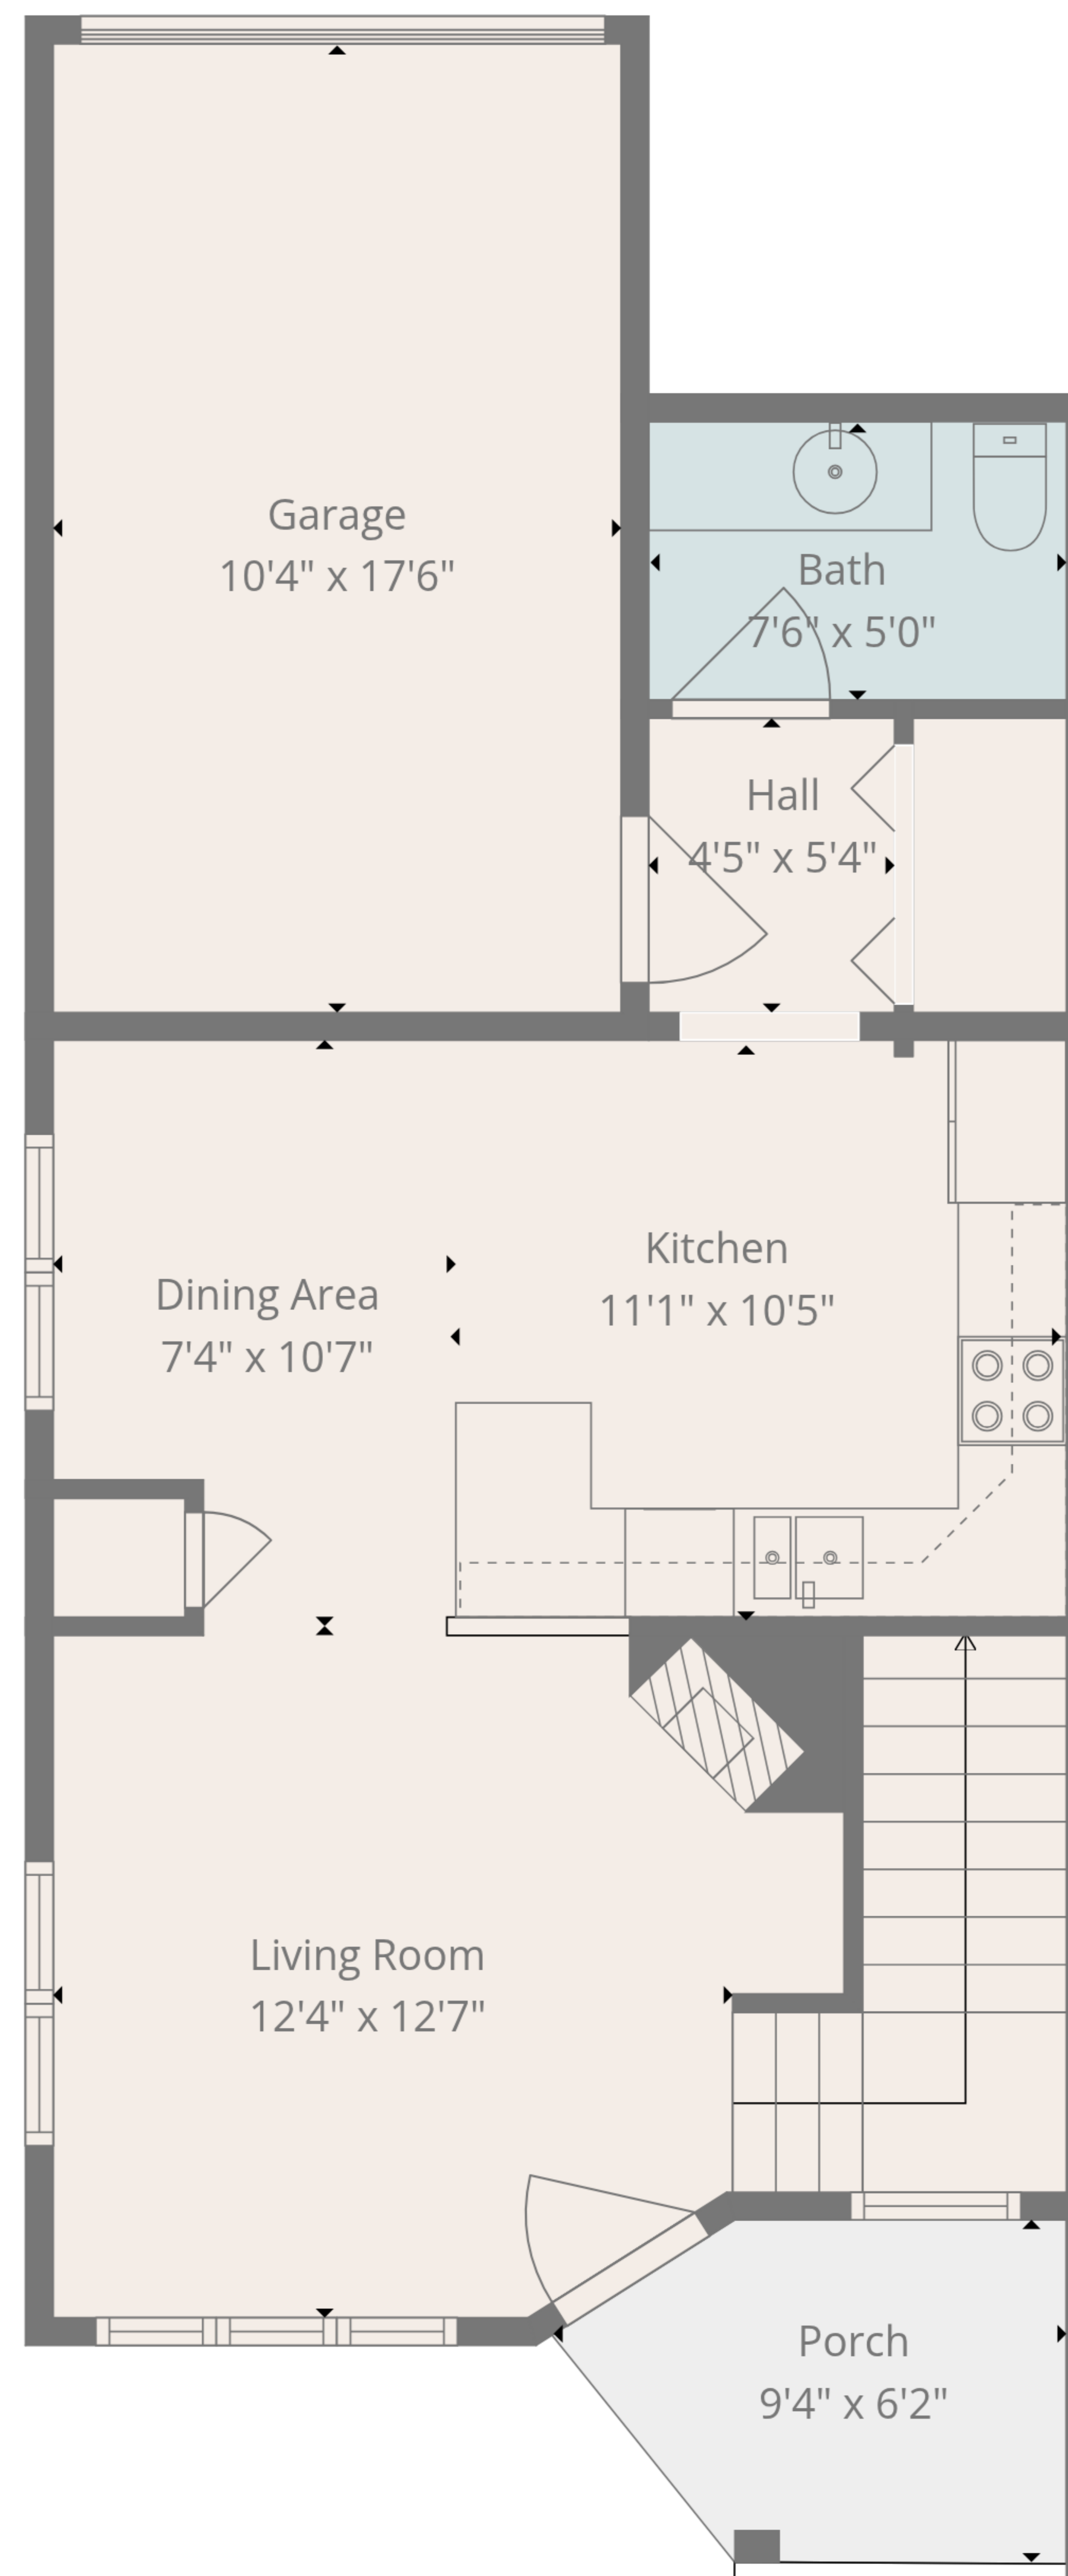 Garage
10'4" x 17'6"
Bath
7'6" x 5'0"
Hall
4'5" x 5'4"
Kitchen
11'1" x 10'5"
Dining Area
7'4" x 10'7"
Living Room
12'4" x 12'7"
Porch
9'4" x 6'2"